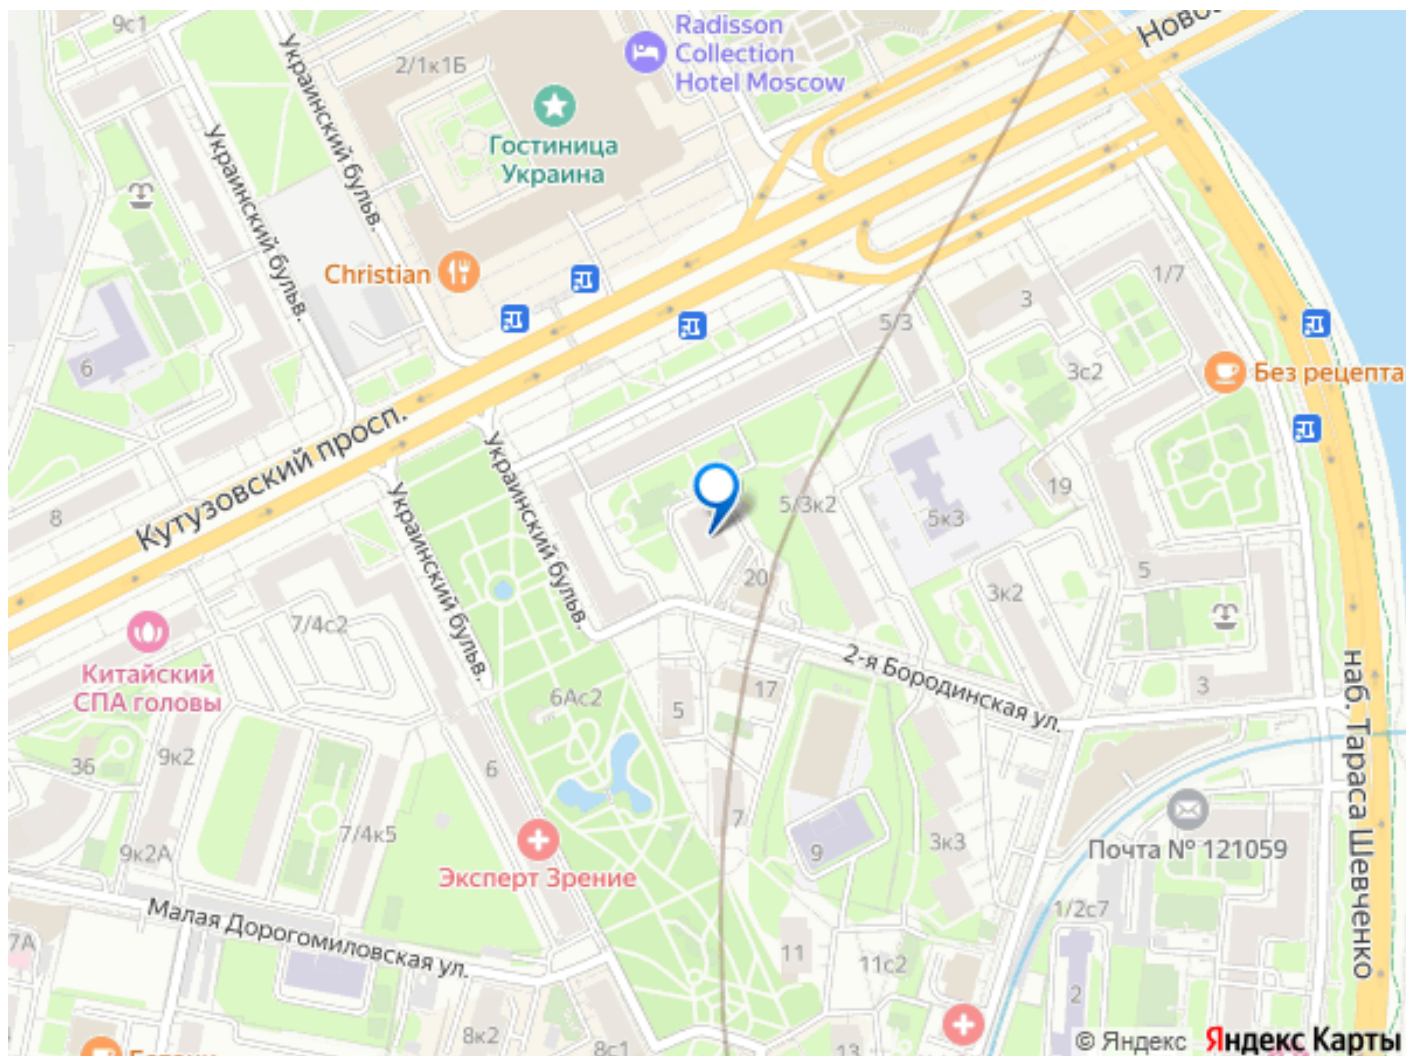 9с1
Украинский бульв.
2/1к1Б
Radisson
Collection
Hotel Moscow
Украинский бульв.
Гостиница
Украина
Christian
1/7
3
5/3
6
3с2
Без рецепта
Кутузовский просп.
Украинский бульв.
Украинский бульв.
8
5/3к2
19
5к3
20
5
3к2
7/4с2
Китайский
СПА головы
2-я Бородинская ул.
17
3
6Ас2
5
наб. Тараса Шевченко
36
9к2
6
7
7/4к5
9к2А
9
3к3
Почта № 121059
Эксперт Зрение
Малая Дорогомиловская ул.
1/2с7
7А
11
11с2
2
8к2
8с1
13
© Яндекс Яндекс Карты